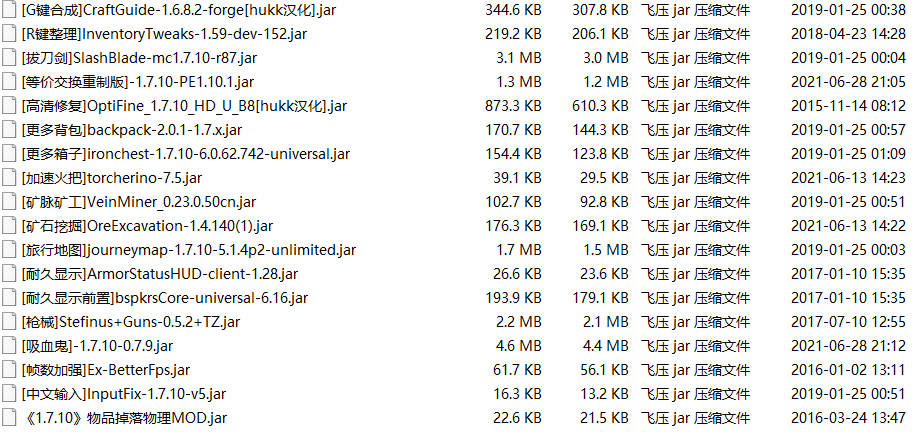 [G键合成]CraftGuide-1.6.8.2-forge[hukk汉化].jar 344.6 KB 307.8 KB 飞压 jar 压缩文件 2019-01-25 00:38
[R键整理]InventoryTweaks-1.59-dev-152.jar 219.2 KB 206.1 KB 飞压 jar 压缩文件 2018-04-23 14:28
[拔刀剑]SlashBlade-mc1.7.10-r87.jar 3.1 MB 3.0 MB 飞压 jar 压缩文件 2019-01-25 00:04
[等价交换重制版]-1.7.10-PE1.10.1.jar 1.3 MB 1.2 MB 飞压 jar 压缩文件 2021-06-28 21:05
[高清修复]OptiFine_1.7.10_HD_U_B8[hukk汉化].jar 873.3 KB 610.3 KB 飞压 jar 压缩文件 2015-11-14 08:12
[更多背包]backpack-2.0.1-1.7.x.jar 170.7 KB 144.3 KB 飞压 jar 压缩文件 2019-01-25 00:57
[更多箱子]ironchest-1.7.10-6.0.62.742-universal.jar 154.4 KB 123.8 KB 飞压 jar 压缩文件 2019-01-25 01:09
[加速火把]torcherino-7.5.jar 39.1 KB 29.5 KB 飞压 jar 压缩文件 2021-06-13 14:23
[矿脉矿工]VeinMiner_0.23.0.50cn.jar 102.7 KB 92.8 KB 飞压 jar 压缩文件 2019-01-25 00:51
[矿石挖掘]OreExcavation-1.4.140(1).jar 176.3 KB 169.1 KB 飞压 jar 压缩文件 2021-06-13 14:22
[旅行地图]journeymap-1.7.10-5.1.4p2-unlimited.jar 1.7 MB 1.5 MB 飞压 jar 压缩文件 2019-01-25 00:03
[耐久显示]ArmorStatusHUD-client-1.28.jar 26.6 KB 23.6 KB 飞压 jar 压缩文件 2017-01-10 15:35
[耐久显示前置]bspkrsCore-universal-6.16.jar 193.9 KB 179.1 KB 飞压 jar 压缩文件 2017-01-10 15:35
[枪械]Stefinus+Guns-0.5.2+TZ.jar 2.2 MB 2.1 MB 飞压 jar 压缩文件 2017-07-10 12:55
[吸血鬼]-1.7.10-0.7.9.jar 4.6 MB 4.4 MB 飞压 jar 压缩文件 2021-06-28 21:12
[帧数加强]Ex-BetterFps.jar 61.7 KB 56.1 KB 飞压 jar 压缩文件 2016-01-02 13:11
[中文输入]InputFix-1.7.10-v5.jar 16.3 KB 13.2 KB 飞压 jar 压缩文件 2019-01-25 00:51
《1.7.10》物品掉落物理MOD.jar 22.6 KB 21.5 KB 飞压 jar 压缩文件 2016-03-24 13:47